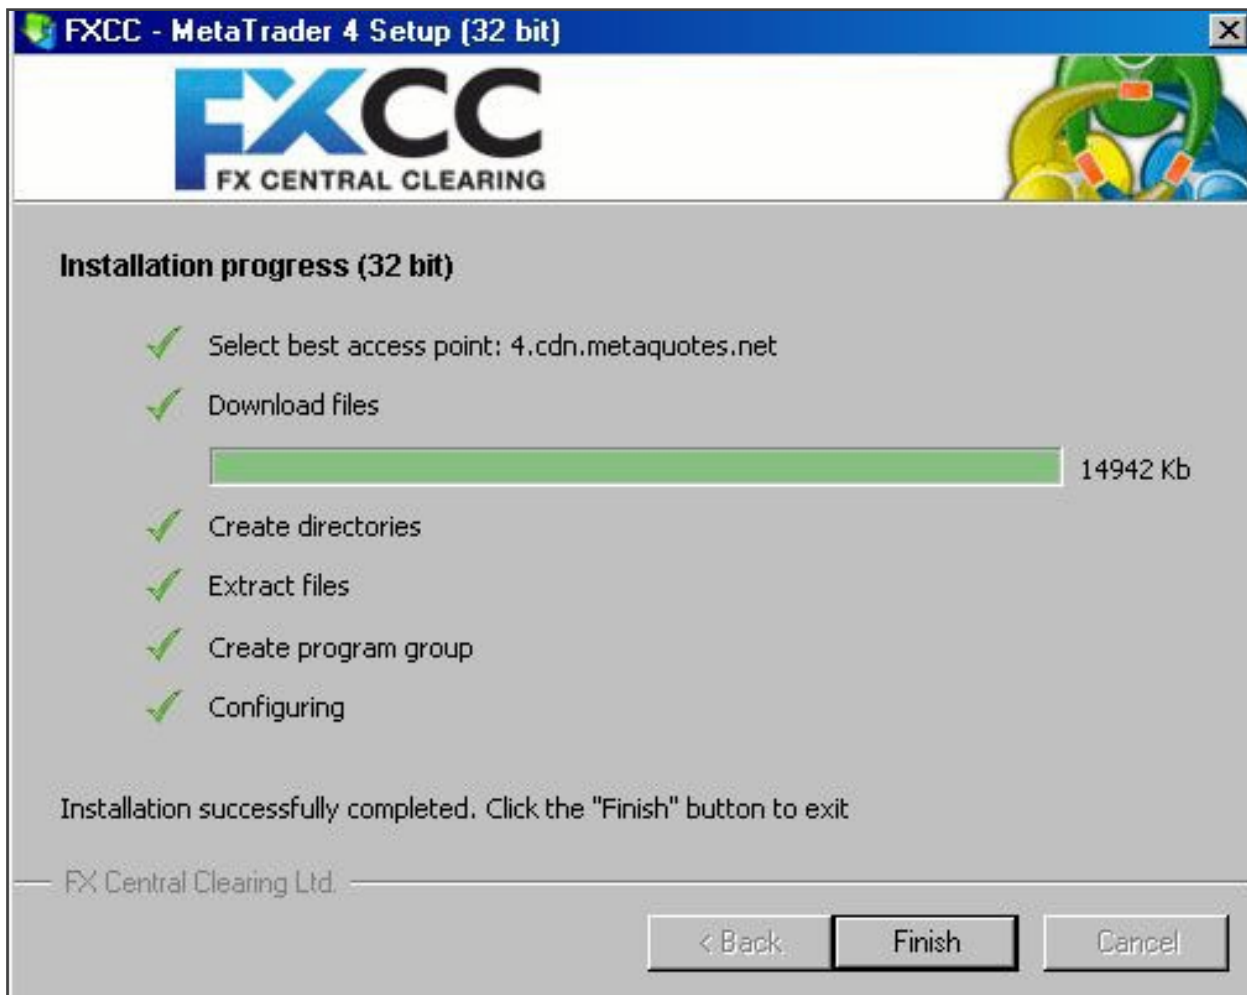 FXCC - MetaTrader 4 Setup (32 bit)
FXCC
FX CENTRAL CLEARING
Installation progress (32 bit)
Select best access point: 4.cdn.metaquotes.net
Download files
14942 Kb
Create directories
Extract files
Create program group
Configuring
Installation successfully completed. Click the "Finish" button to exit
FX Central Clearing Ltd.
< Back Finish Cancel